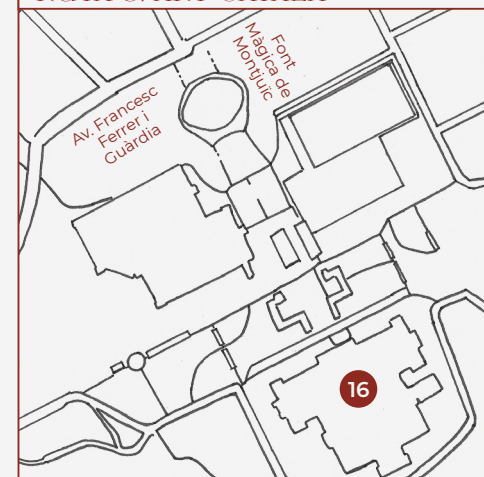 Av. Francesc
Ferrer i
Guàrdia
Font
Màgica de
Montjuïc
16